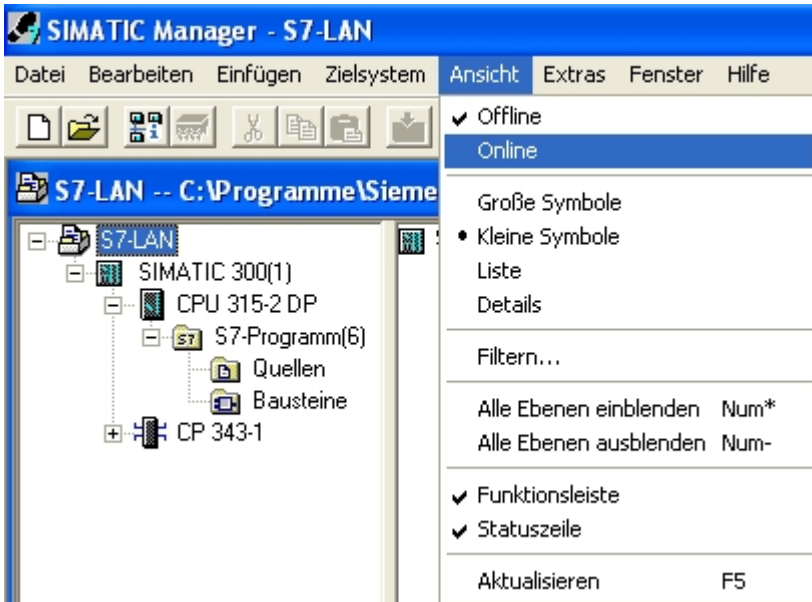 SIMATIC Manager - S7-LAN
Datei Bearbeiten Einfügen Zielsystem Ansicht Extras Fenster Hilfe
S7-LAN -- C:\Programme\Sieme
S7-LAN
SIMATIC 300(1)
CPU 315-2 DP
S7-Programm(6)
Quellen
Bausteine
CP 343-1
Offline
Online
Große Symbole
Kleine Symbole
Liste
Details
Filtern...
Alle Ebenen einblenden Num*
Alle Ebenen ausblenden Num-
Funktionsleiste
Statuszeile
Aktualisieren F5